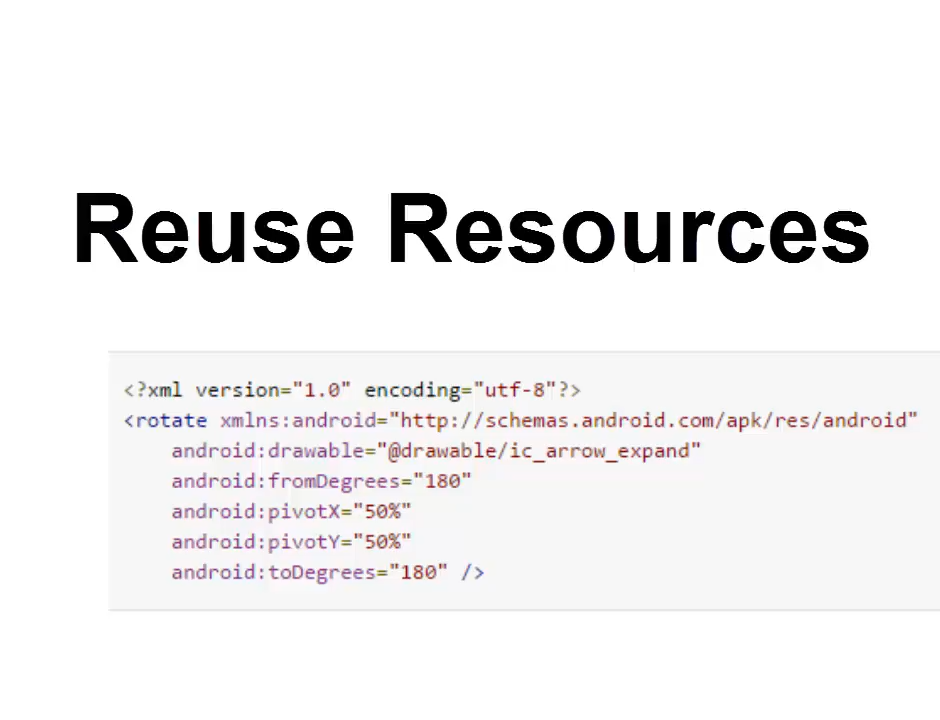 Reuse Resources
<?xml version="1.0" encoding="utf-8"?>
<rotate xmlns:android="http://schemas.android.com/apk/res/android"
android:drawable="@drawable/ic_arrow_expand"
android:fromDegrees="180"
android:pivotX="50%"
android:pivotY="50%"
android:toDegrees="180" />